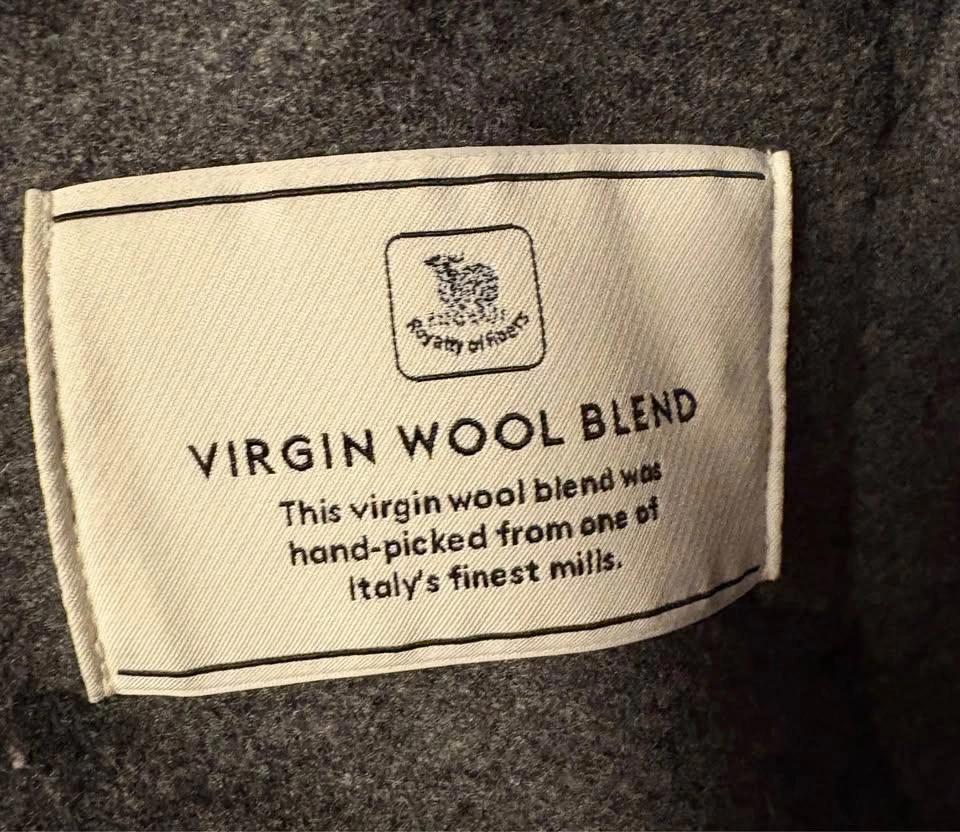 Royalty of Fibers
VIRGIN WOOL BLEND
This virgin wool blend was
hand-picked from one of
Italy's finest mills.